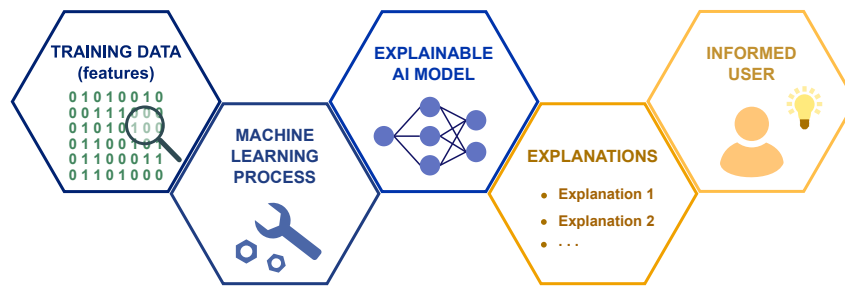 TRAINING DATA
(features)
0 1 0 1 0 0 1 0
0 0 1 1 1 0 0 0
0 1 0 1 0 1 0 0
0 1 1 0 0 1 0 1
0 1 1 0 0 0 1 1
0 1 1 0 1 0 0 0
MACHINE
LEARNING
PROCESS
EXPLAINABLE
AI MODEL
EXPLANATIONS
• Explanation 1
• Explanation 2
• . . .
INFORMED
USER